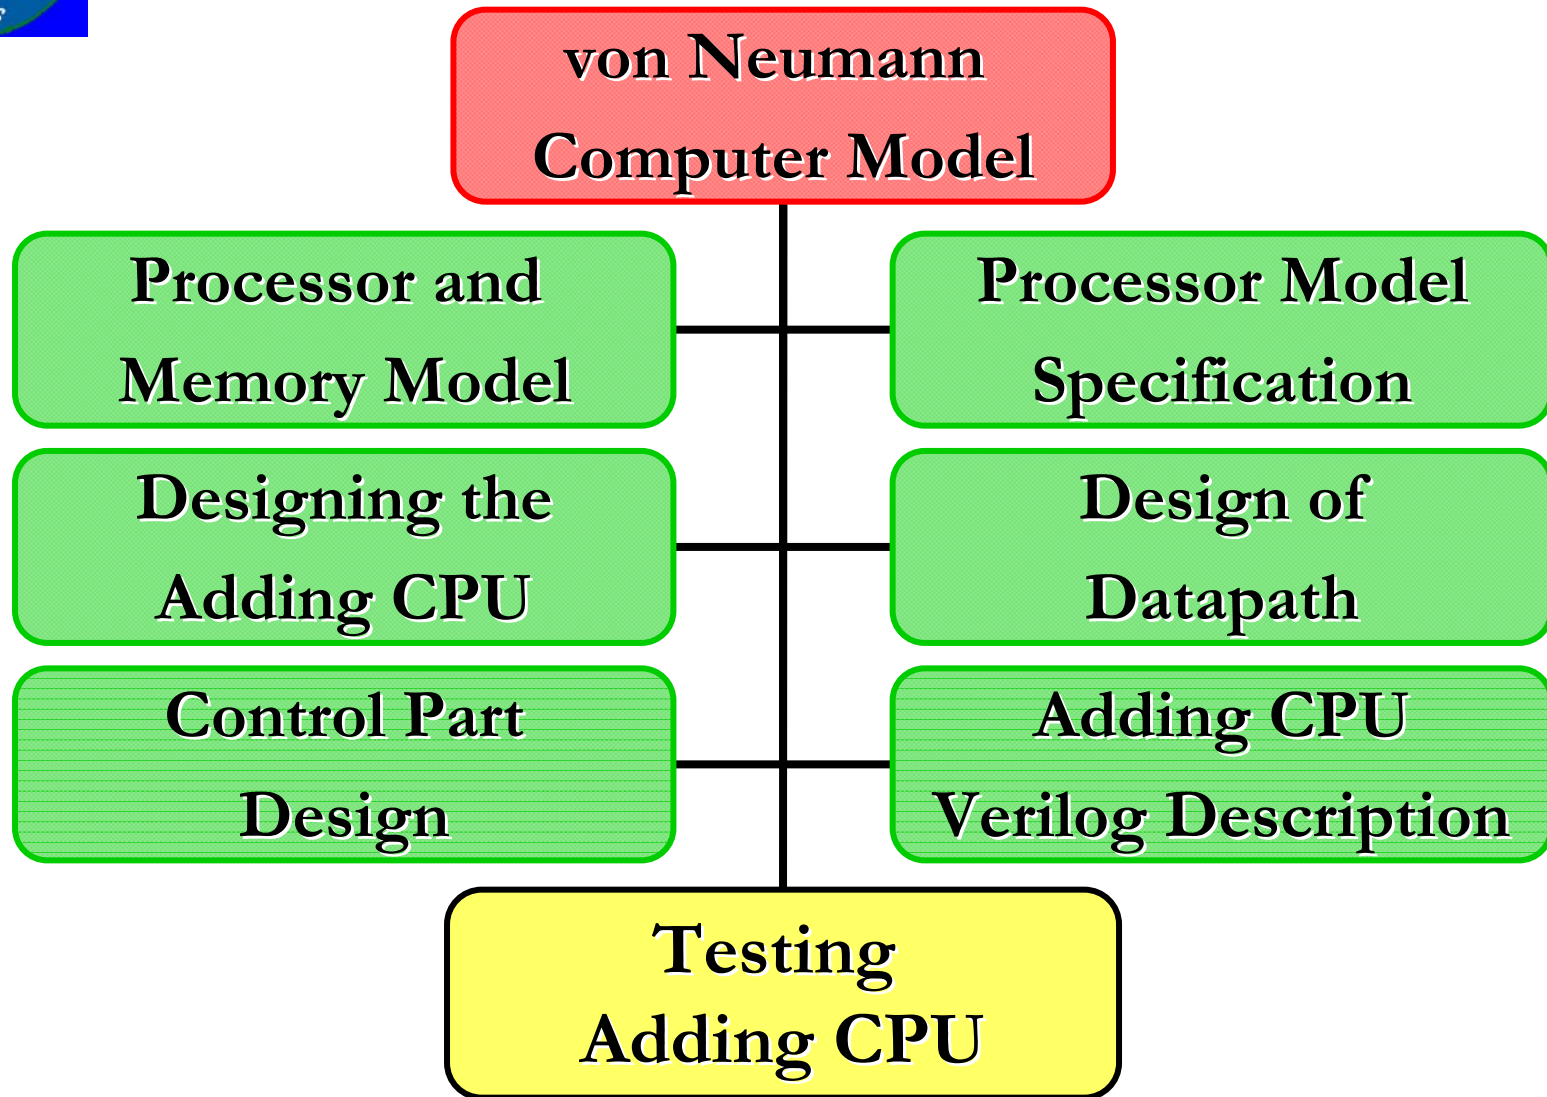 von Neumann
Computer Model
Processor and
Memory Model
Processor Model
Specification
Designing the
Adding CPU
Design of
Datapath
Control Part
Design
Adding CPU
Verilog Description
Testing
Adding CPU